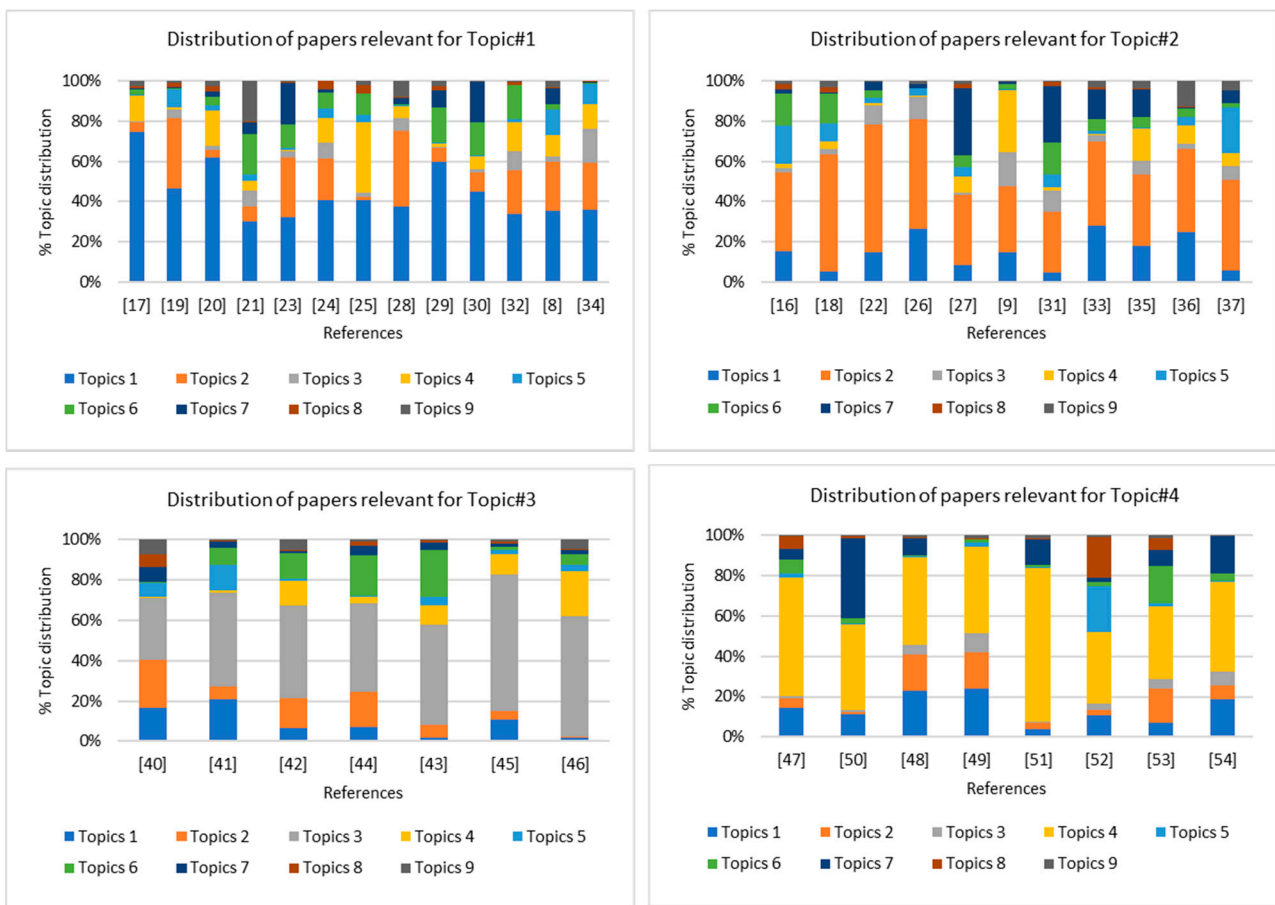 Distribution of papers relevant for Topic#1
100%
80%
60%
40%
20%
0%
% Topic distribution
[17] [19] [20] [21] [23] [24] [25] [28] [29] [30] [32] [8] [34]
References
Topics 1 Topics 2 Topics 3 Topics 4 Topics 5
Topics 6 Topics 7 Topics 8 Topics 9
Distribution of papers relevant for Topic#2
100%
80%
60%
40%
20%
0%
% Topic distribution
[16] [18] [22] [26] [27] [9] [31] [33] [35] [36] [37]
References
Topics 1 Topics 2 Topics 3 Topics 4 Topics 5
Topics 6 Topics 7 Topics 8 Topics 9
Distribution of papers relevant for Topic#3
100%
80%
60%
40%
20%
0%
% Topic distribution
[40] [41] [42] [44] [43] [45] [46]
References
Topics 1 Topics 2 Topics 3 Topics 4 Topics 5
Topics 6 Topics 7 Topics 8 Topics 9
Distribution of papers relevant for Topic#4
100%
80%
60%
40%
20%
0%
% Topic distribution
[47] [50] [48] [49] [51] [52] [53] [54]
References
Topics 1 Topics 2 Topics 3 Topics 4 Topics 5
Topics 6 Topics 7 Topics 8 Topics 9